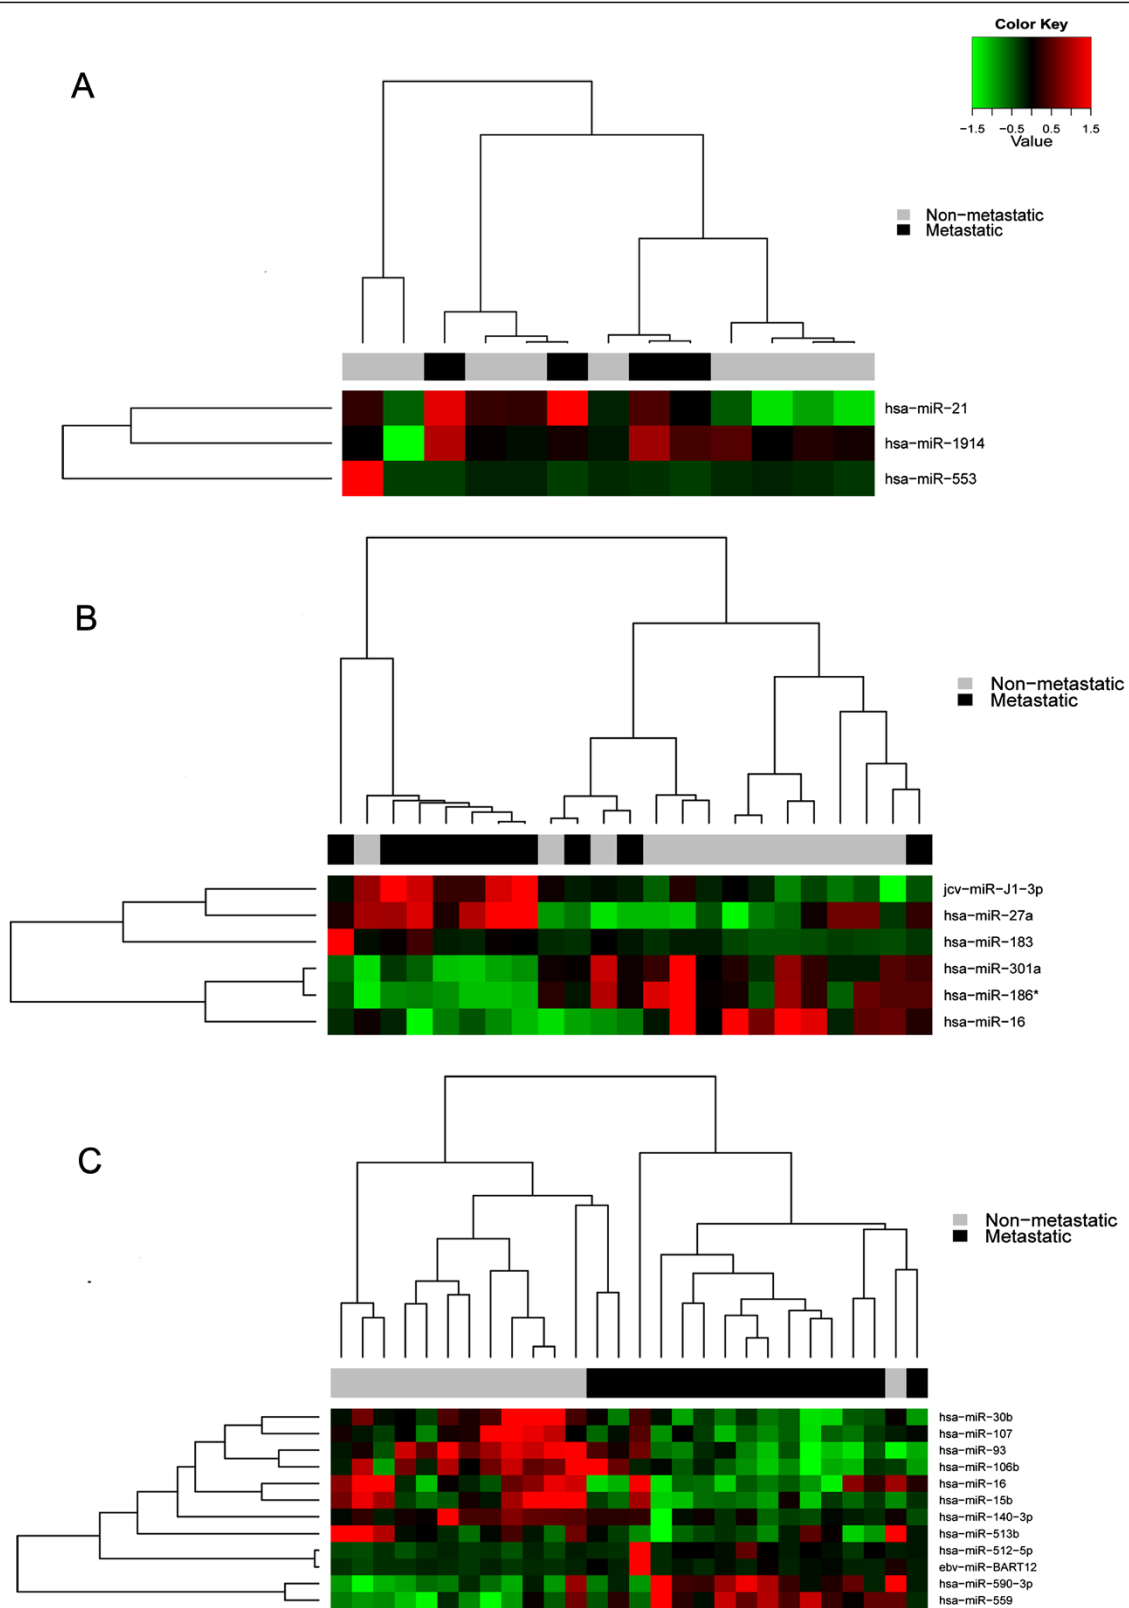 Color Key
−1.5 −0.5 0.5 1.5
Value
A
Non−metastatic
Metastatic
hsa−miR−21
hsa−miR−1914
hsa−miR−553
B
Non−metastatic
Metastatic
jcv−miR−J1−3p
hsa−miR−27a
hsa−miR−183
hsa−miR−301a
hsa−miR−186*
hsa−miR−16
C
Non−metastatic
Metastatic
hsa−miR−30b
hsa−miR−107
hsa−miR−93
hsa−miR−106b
hsa−miR−16
hsa−miR−15b
hsa−miR−140−3p
hsa−miR−513b
hsa−miR−512−5p
ebv−miR−BART12
hsa−miR−590−3p
hsa−miR−559